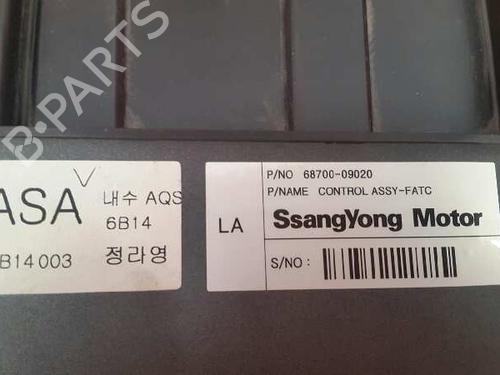 B-PARTS
ASA
내수 AQS
6B14
B14003
정라영
LA
P/NO 68700-09020
P/NAME CONTROL ASSY-FATC
SsangYong Motor
S/NO :